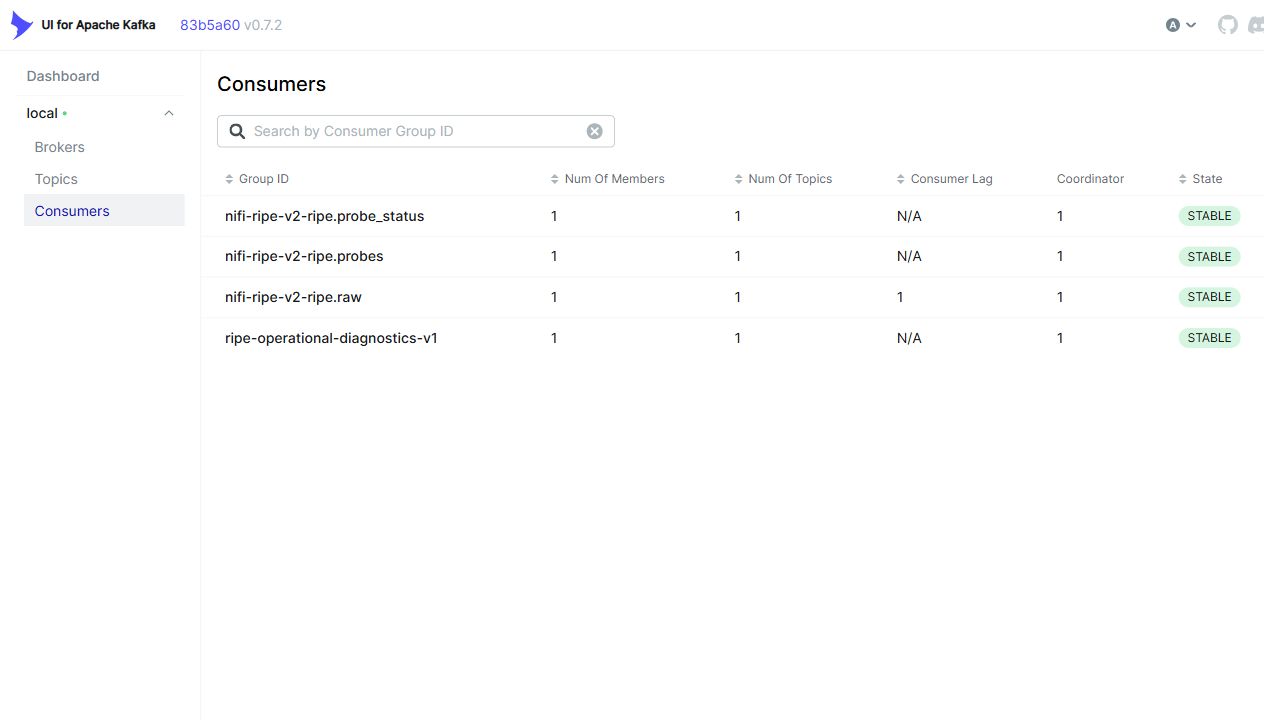 UI for Apache Kafka 83b5a60 v0.7.2 A
Dashboard
local
Brokers
Topics
Consumers
Consumers
Search by Consumer Group ID
Group ID Num Of Members Num Of Topics Consumer Lag Coordinator State
nifi-ripe-v2-ripe.probe_status 1 1 N/A 1 STABLE
nifi-ripe-v2-ripe.probes 1 1 N/A 1 STABLE
nifi-ripe-v2-ripe.raw 1 1 1 1 STABLE
ripe-operational-diagnostics-v1 1 1 N/A 1 STABLE